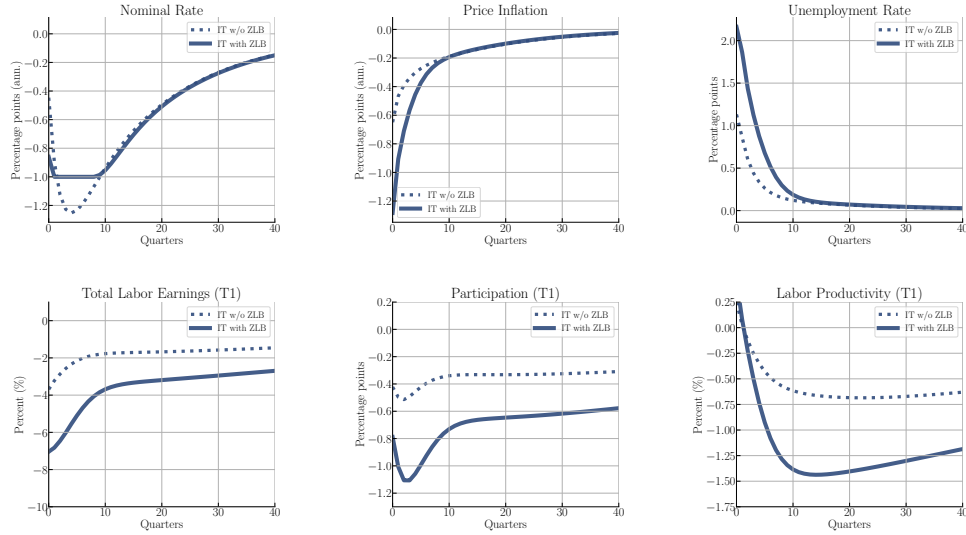 Nominal Rate
Percentage points (ann.)
0.0
−0.2
−0.4
−0.6
−0.8
−1.0
−1.2
IT w/o ZLB
IT with ZLB
0 10 20 30 40
Quarters
Price Inflation
Percentage points (ann.)
0.0
−0.2
−0.4
−0.6
−0.8
−1.0
−1.2
IT w/o ZLB
IT with ZLB
0 10 20 30 40
Quarters
Unemployment Rate
Percentage points
2.0
1.5
1.0
0.5
0.0
IT w/o ZLB
IT with ZLB
0 10 20 30 40
Quarters
Total Labor Earnings (T1)
Percent (%)
0
−2
−4
−6
−8
−10
IT w/o ZLB
IT with ZLB
0 10 20 30 40
Quarters
Participation (T1)
Percentage points
0.2
0.0
−0.2
−0.4
−0.6
−0.8
−1.0
−1.2
IT w/o ZLB
IT with ZLB
0 10 20 30 40
Quarters
Labor Productivity (T1)
Percent (%)
0.25
0.00
−0.25
−0.50
−0.75
−1.00
−1.25
−1.50
−1.75
IT w/o ZLB
IT with ZLB
0 10 20 30 40
Quarters